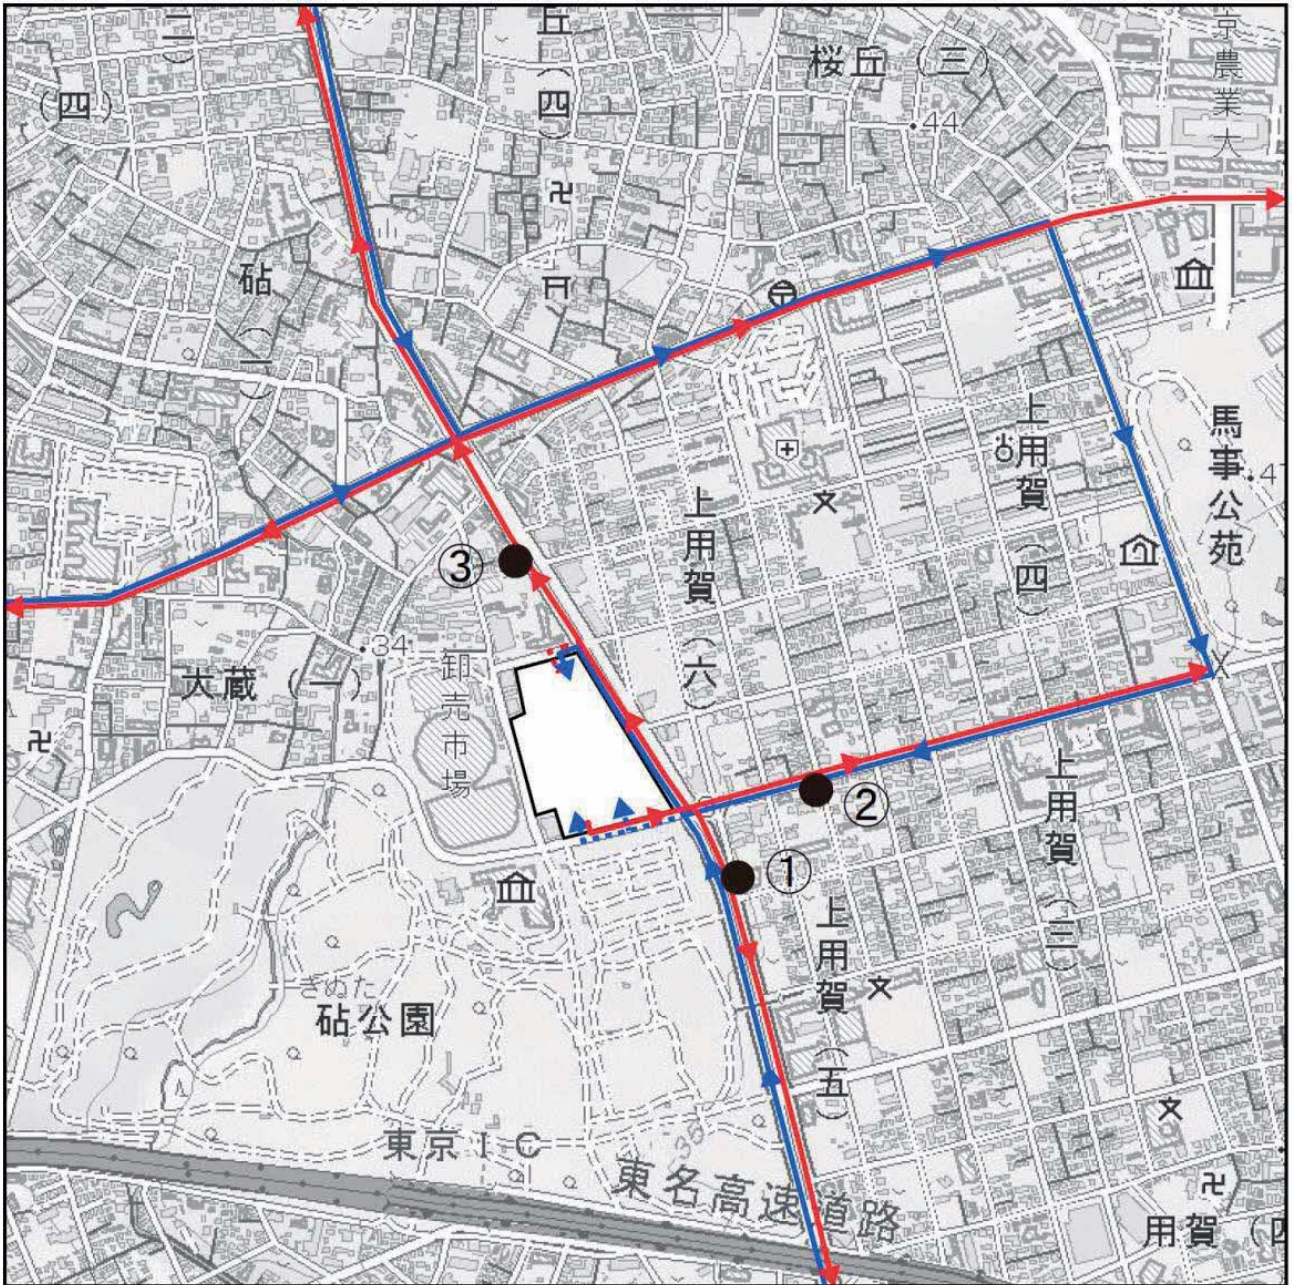 二)
丘(四)
桜丘(三)
京農業大
(四)
44
砧(一)
上用賀(四)
馬事公苑
上用賀(六)
③
34
卸売市場
大蔵(一)
②
上用賀(三)
①
上用賀(五)
きぬた
砧公園
東京IC
東名高速道路
用賀(四